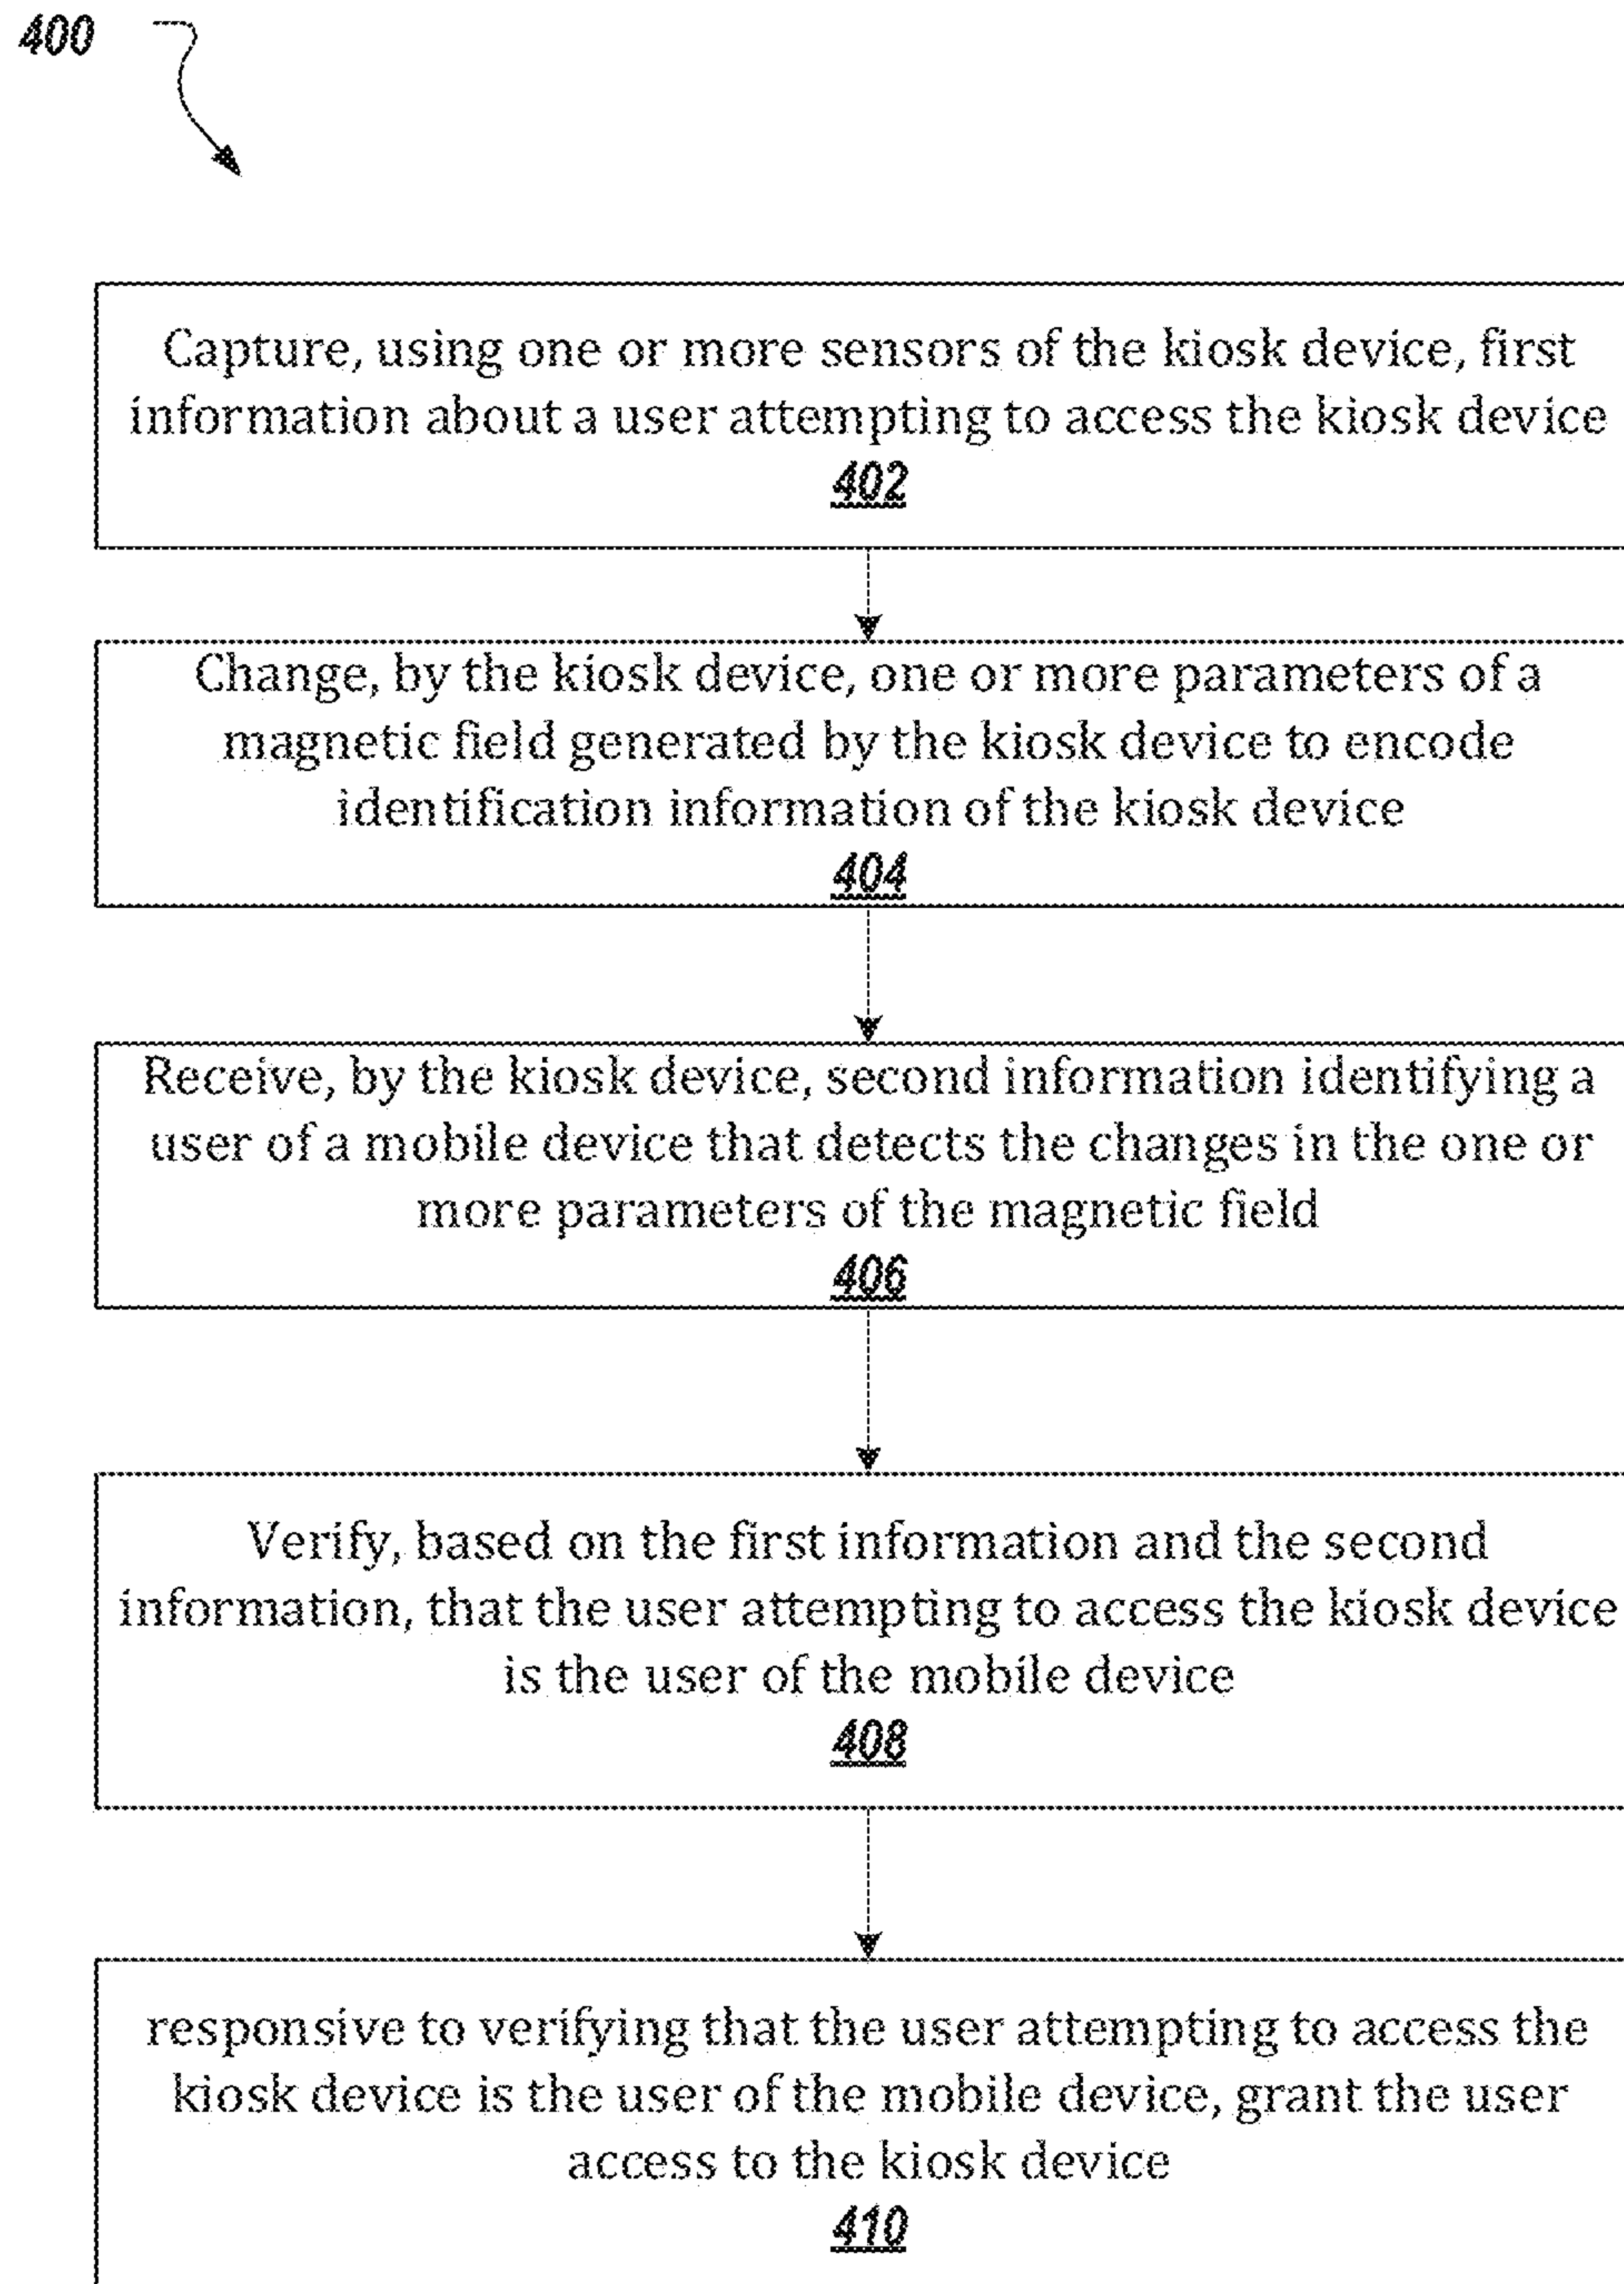 400
Capture, using one or more sensors of the kiosk device, first
information about a user attempting to access the kiosk device
402
Change, by the kiosk device, one or more parameters of a
magnetic field generated by the kiosk device to encode
identification information of the kiosk device
404
Receive, by the kiosk device, second information identifying a
user of a mobile device that detects the changes in the one or
more parameters of the magnetic field
406
Verify, based on the first information and the second
information, that the user attempting to access the kiosk device
is the user of the mobile device
408
responsive to verifying that the user attempting to access the
kiosk device is the user of the mobile device, grant the user
access to the kiosk device
410